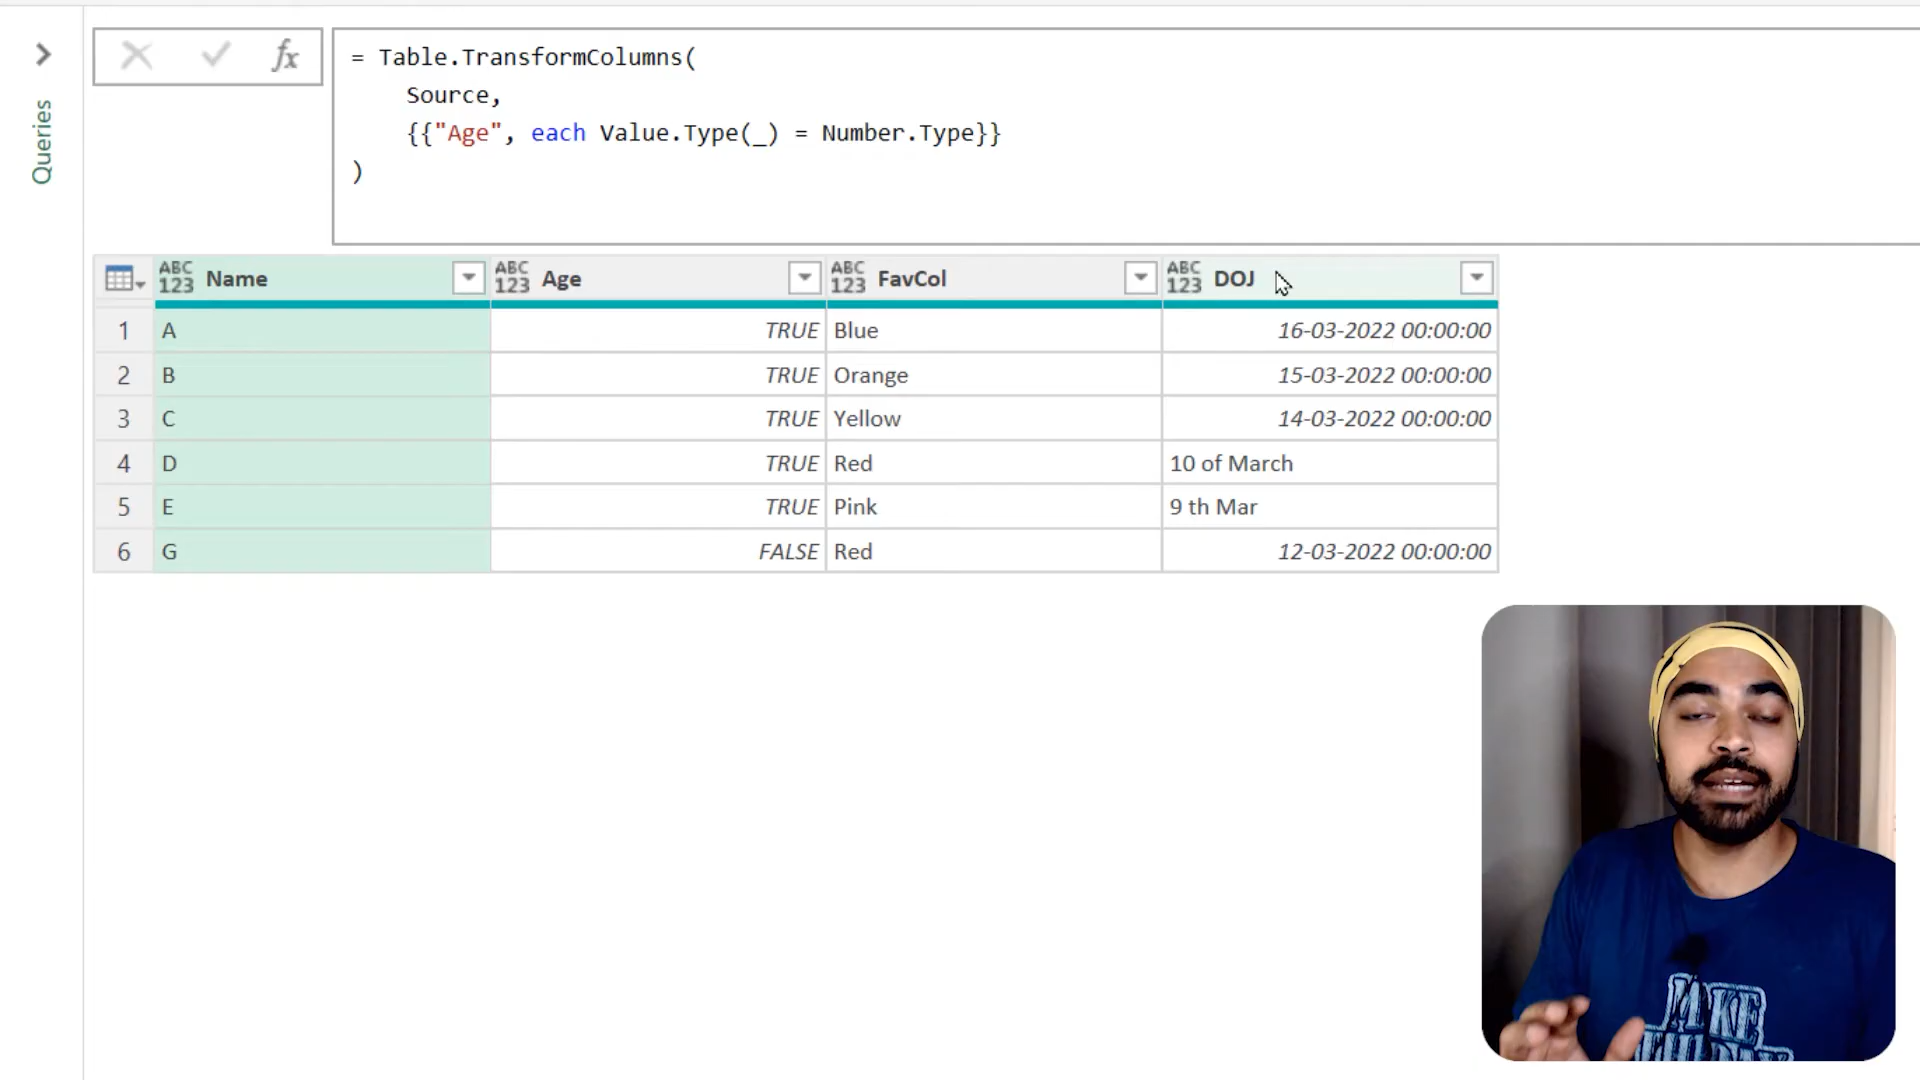 = Table.TransformColumns(
Source,
{{"Age", each Value.Type(_) = Number.Type}}
)
fx
Queries
ABC 123 Name ABC 123 Age ABC 123 FavCol ABC 123 DOJ
1 A TRUE Blue 16-03-2022 00:00:00
2 B TRUE Orange 15-03-2022 00:00:00
3 C TRUE Yellow 14-03-2022 00:00:00
4 D TRUE Red 10 of March
5 E TRUE Pink 9 th Mar
6 G FALSE Red 12-03-2022 00:00:00